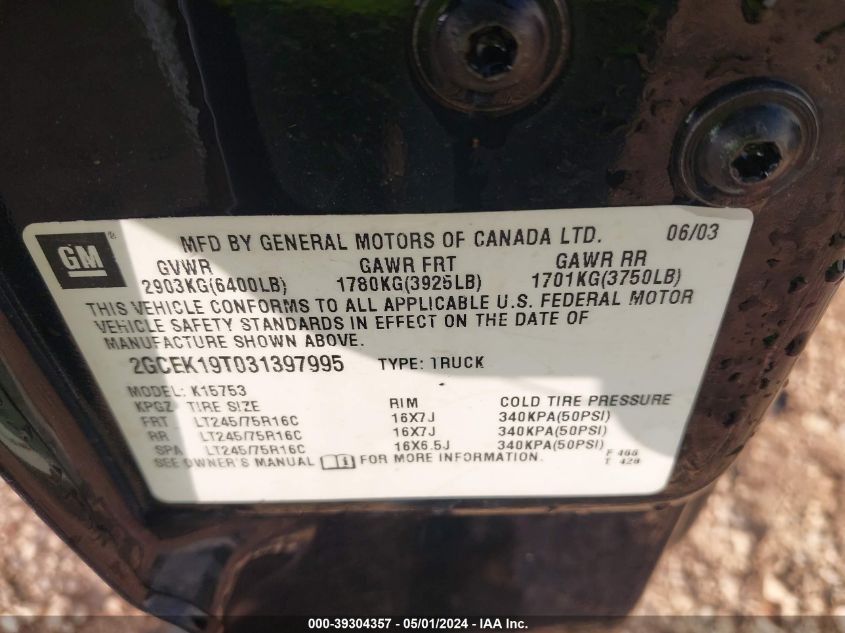 GM ®
MFD BY GENERAL MOTORS OF CANADA LTD. 06/03
GVWR GAWR FRT GAWR RR
2903KG(6400LB) 1780KG(3925LB) 1701KG(3750LB)
THIS VEHICLE CONFORMS TO ALL APPLICABLE U.S. FEDERAL MOTOR
VEHICLE SAFETY STANDARDS IN EFFECT ON THE DATE OF
MANUFACTURE SHOWN ABOVE.
2GCEK19T031397995 TYPE: TRUCK
MODEL: K15753
KPGZ TIRE SIZE RIM COLD TIRE PRESSURE
FRT LT245/75R16C 16X7J 340KPA(50PSI)
RR LT245/75R16C 16X7J 340KPA(50PSI)
SPA LT245/75R16C 16X6.5J 340KPA(50PSI)
SEE OWNER'S MANUAL FOR MORE INFORMATION. F 466
T 426
000-39304357 - 05/01/2024 - IAA Inc.